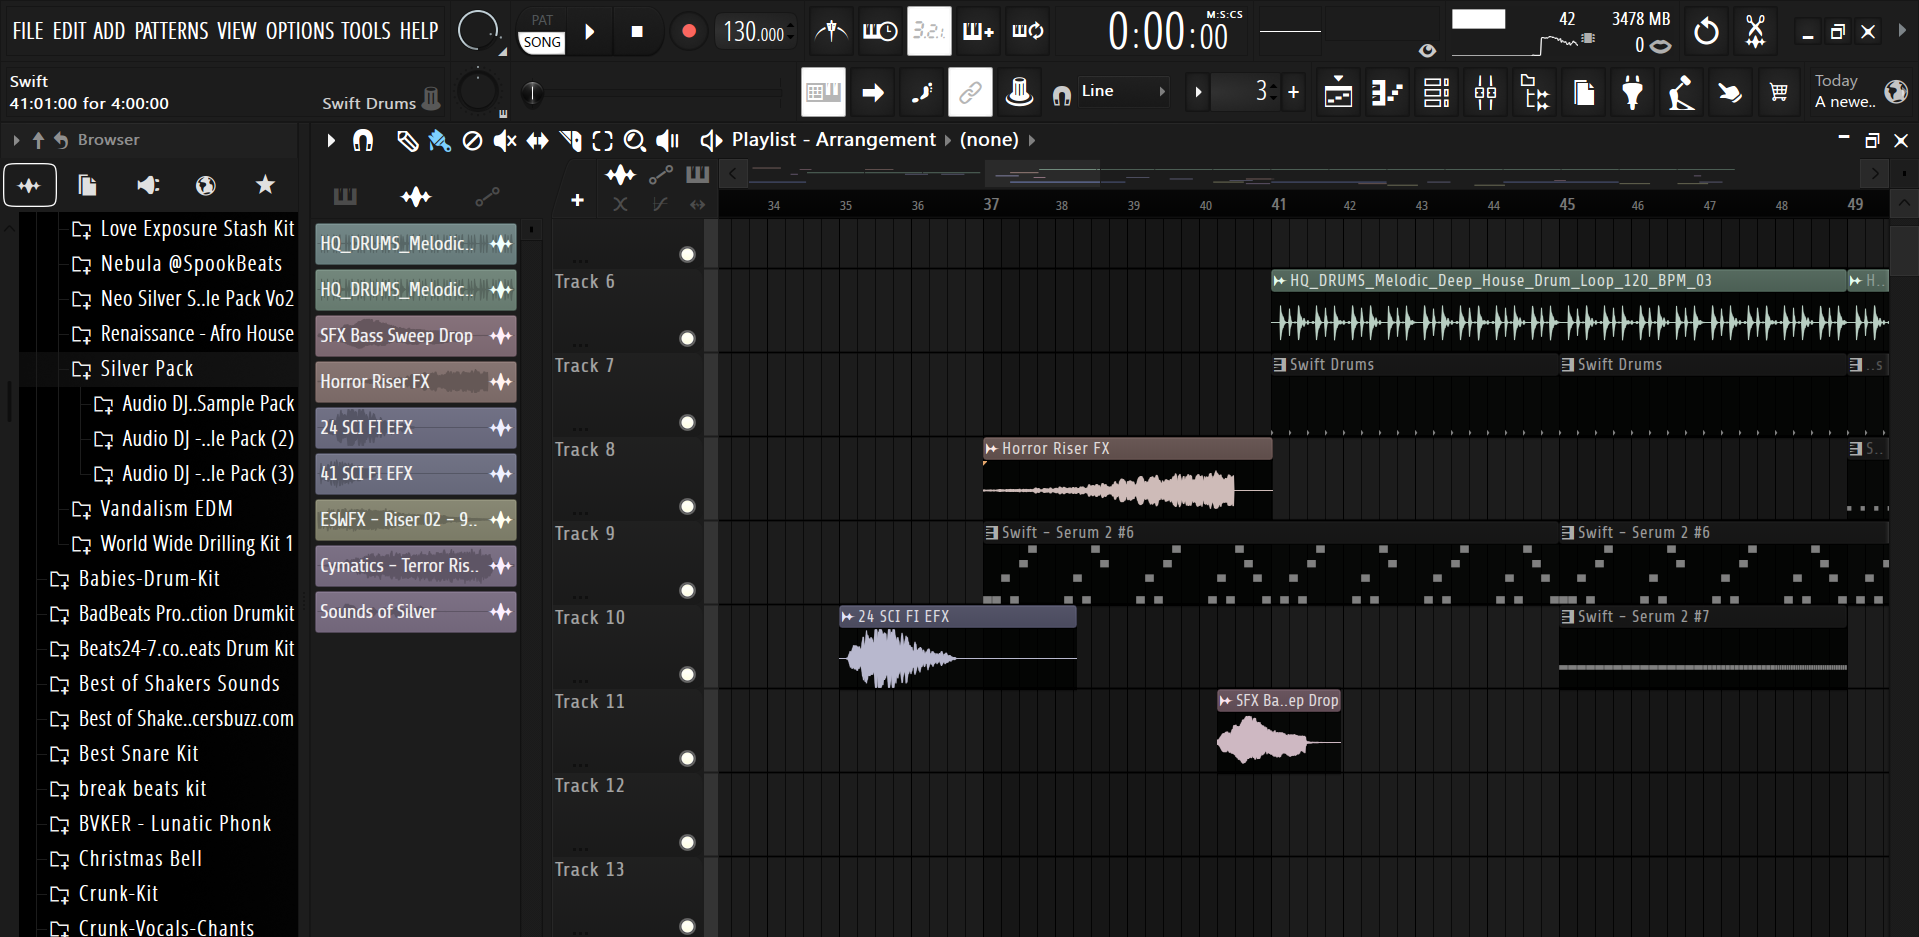 FILE EDIT ADD PATTERNS VIEW OPTIONS TOOLS HELP
PAT
SONG
130.000
3.2.1.
0:00:00
M:S:CS
42
3478 MB
0
Swift
41:01:00 for 4:00:00
Swift Drums
Line
3
Today
A newe..
Browser
Playlist - Arrangement
(none)
Love Exposure Stash Kit
Nebula @SpookBeats
Neo Silver S..le Pack Vo2
Renaissance - Afro House
Silver Pack
Audio DJ..Sample Pack
Audio DJ -..le Pack (2)
Audio DJ -..le Pack (3)
Vandalism EDM
World Wide Drilling Kit 1
Babies-Drum-Kit
BadBeats Pro..ction Drumkit
Beats24-7.co..eats Drum Kit
Best of Shakers Sounds
Best of Shake..cersbuzz.com
Best Snare Kit
break beats kit
BVKER - Lunatic Phonk
Christmas Bell
Crunk-Kit
Crunk-Vocals-Chants
HQ_DRUMS_Melodic..
HQ_DRUMS_Melodic..
SFX Bass Sweep Drop
Horror Riser FX
24 SCI FI EFX
41 SCI FI EFX
ESWFX - Riser 02 - 9..
Cymatics - Terror Ris..
Sounds of Silver
34 35 36 37 38 39 40 41 42 43 44 45 46 47 48 49
Track 6
HQ_DRUMS_Melodic_Deep_House_Drum_Loop_120_BPM_03
H..
Track 7
Swift Drums
Swift Drums
..s
Track 8
Horror Riser FX
S..
Track 9
Swift - Serum 2 #6
Swift - Serum 2 #6
Track 10
24 SCI FI EFX
Swift - Serum 2 #7
Track 11
SFX Ba..ep Drop
Track 12
Track 13